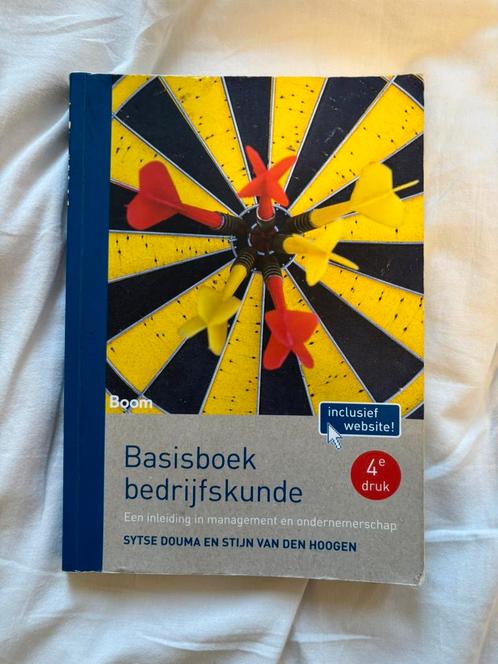 Boom
inclusief
website!
Basisboek
bedrijfskunde
4e
druk
Een inleiding in management en ondernemerschap
SYTSE DOUMA EN STIJN VAN DEN HOOGEN